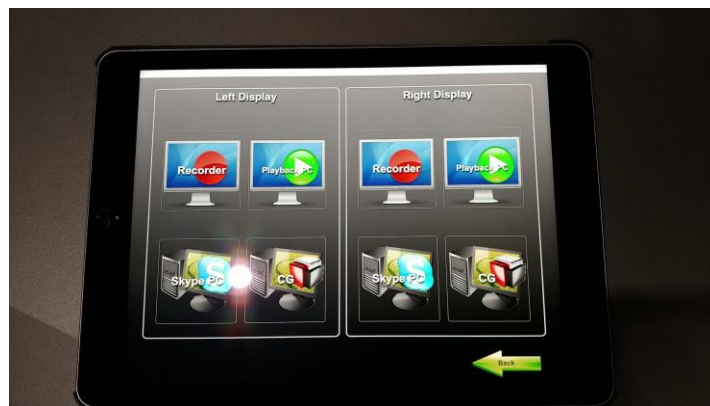 Left Display
Right Display
Recorder
Playback PC
Recorder
Playback PC
Skype PC
CG
Skype PC
CG
Back